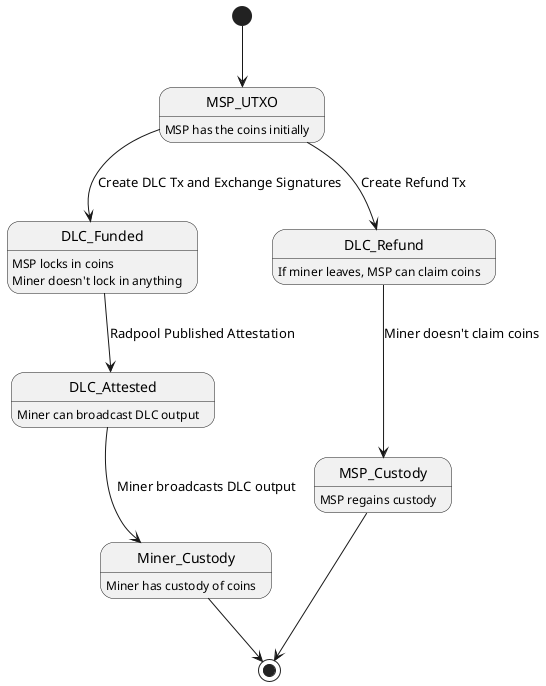 MSP_UTXO
MSP has the coins initially
Create DLC Tx and Exchange Signatures
Create Refund Tx
DLC_Funded
MSP locks in coins
Miner doesn't lock in anything
DLC_Refund
If miner leaves, MSP can claim coins
Radpool Published Attestation
Miner doesn't claim coins
DLC_Attested
Miner can broadcast DLC output
Miner broadcasts DLC output
MSP_Custody
MSP regains custody
Miner_Custody
Miner has custody of coins